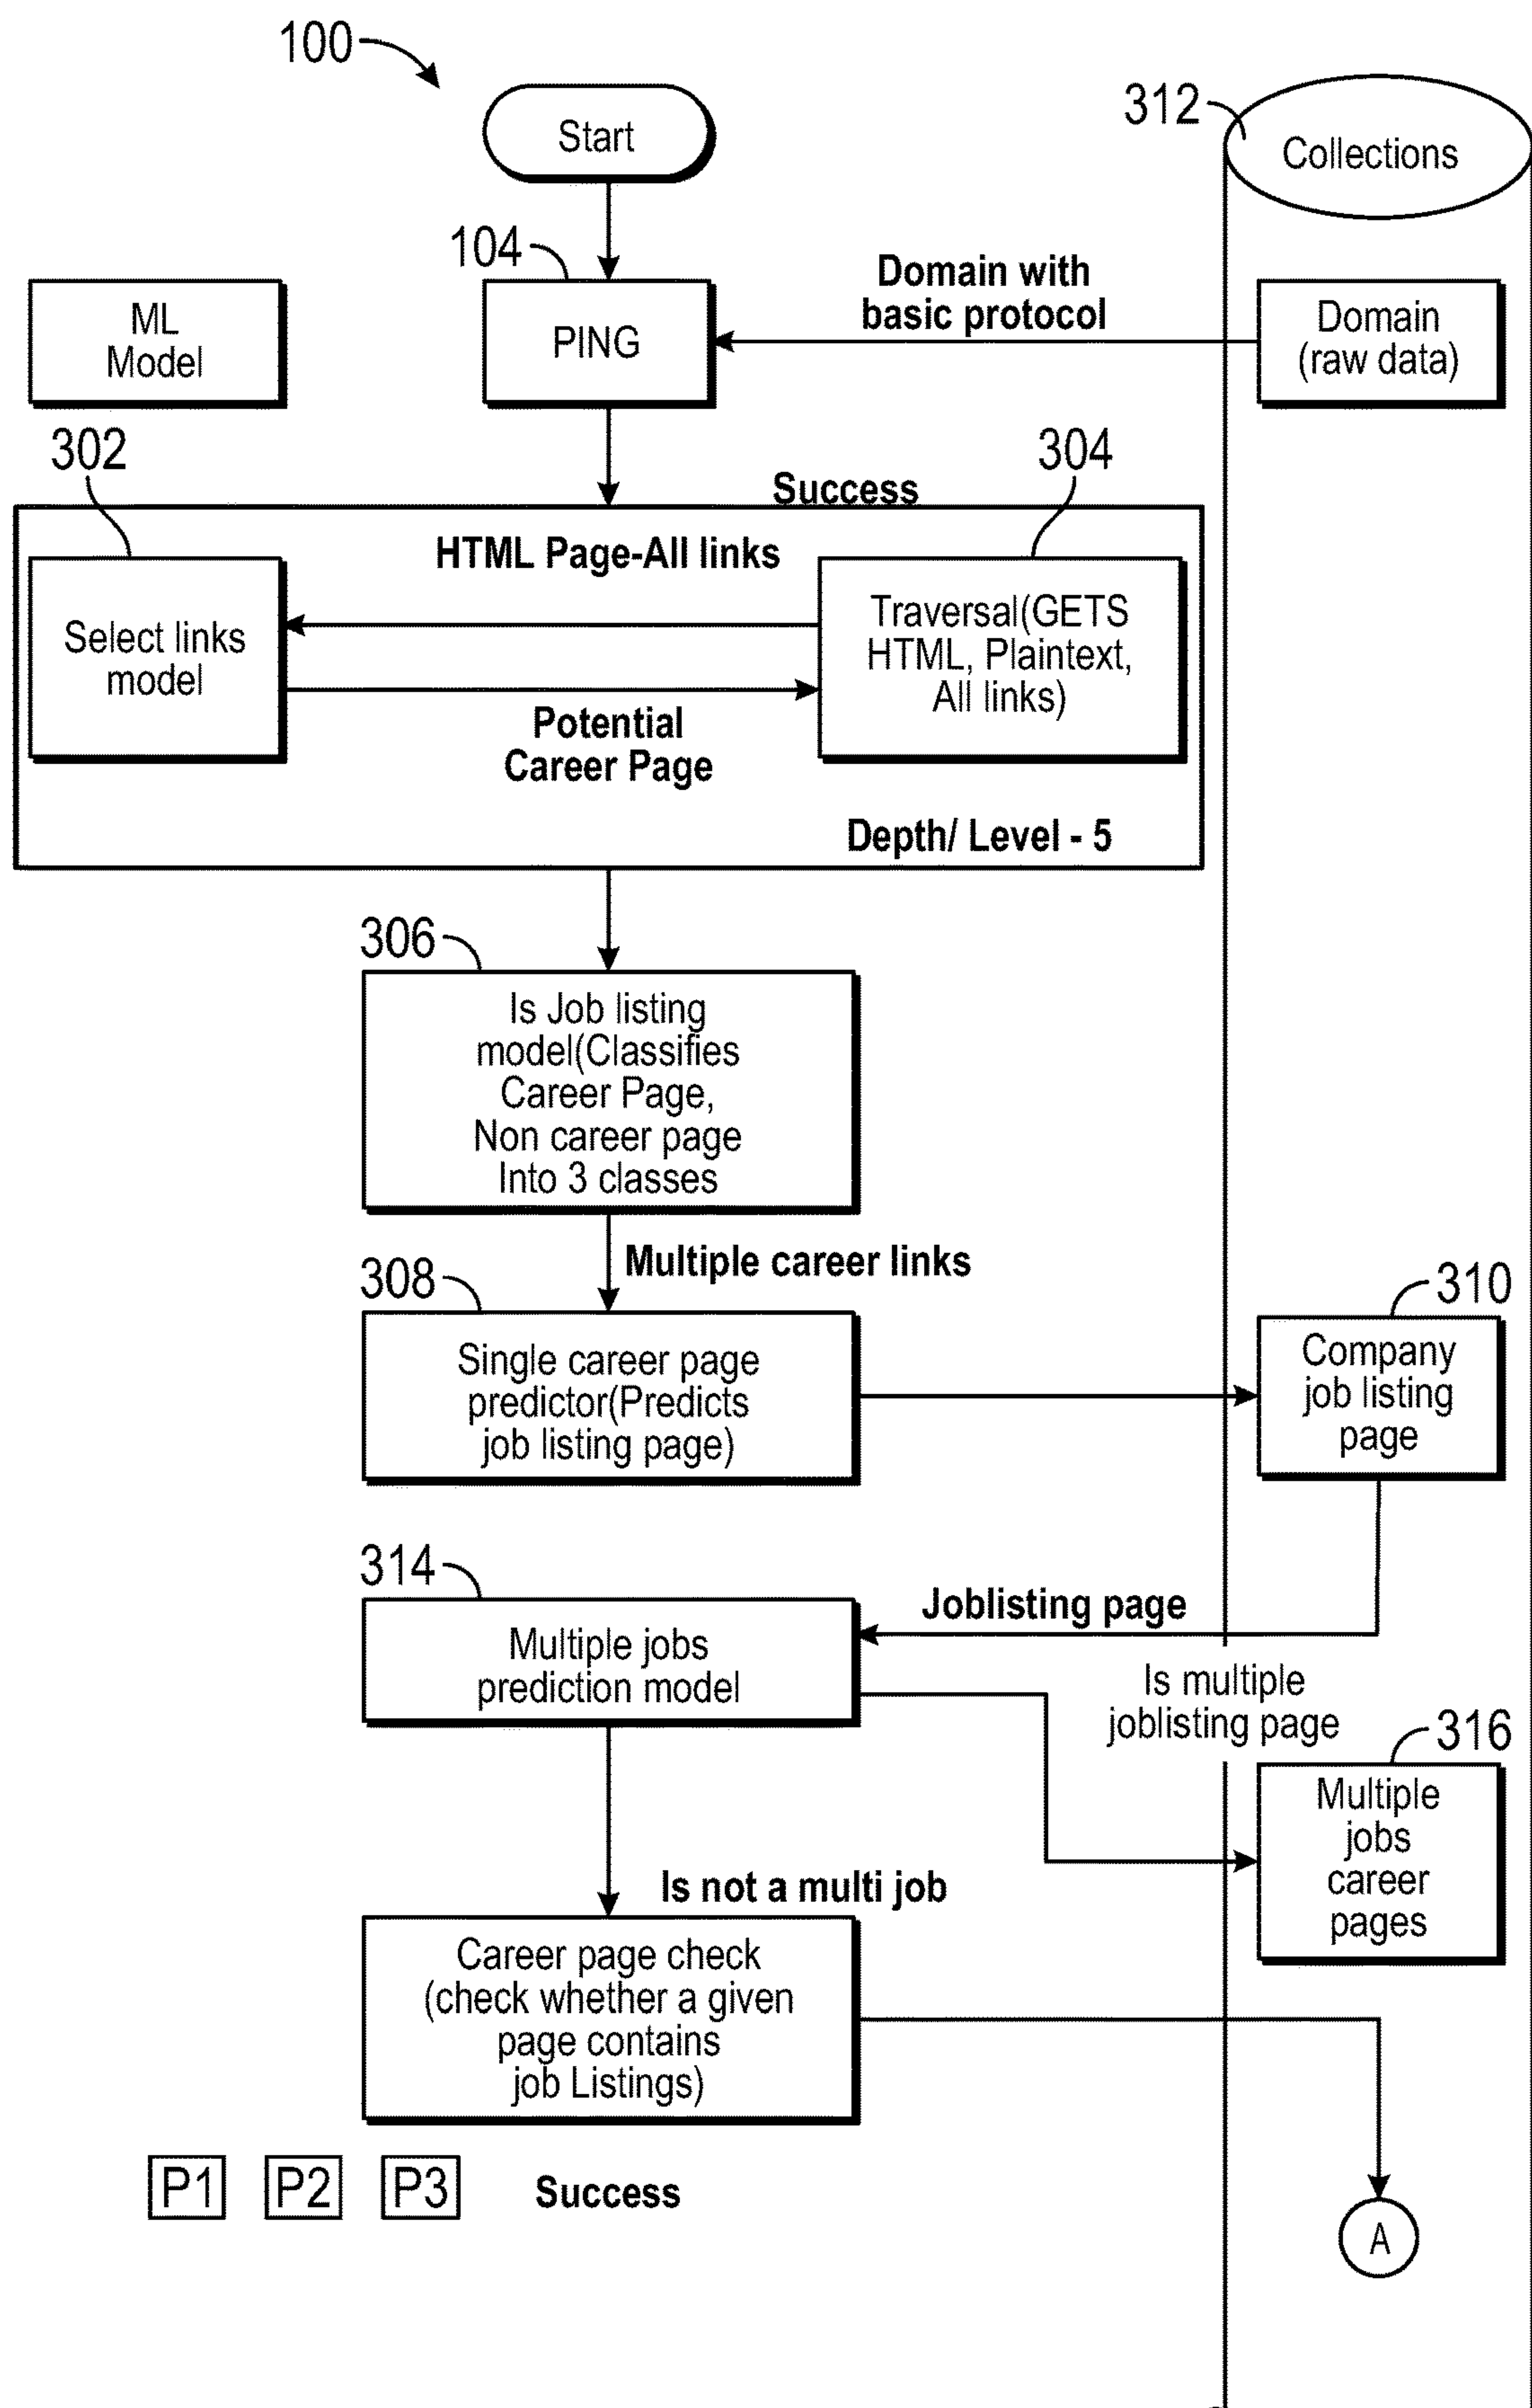 100
Start
312
Collections
104
PING
Domain with
basic protocol
Domain
(raw data)
ML
Model
302
304
Success
HTML Page-All links
Select links
model
Traversal(GETS
HTML, Plaintext,
All links)
Potential
Career Page
Depth/ Level - 5
306
Is Job listing
model(Classifies
Career Page,
Non career page
Into 3 classes
Multiple career links
308
Single career page
predictor(Predicts
job listing page)
310
Company
job listing
page
314
Multiple jobs
prediction model
Joblisting page
Is multiple
joblisting page
316
Multiple
jobs
career
pages
Is not a multi job
Career page check
(check whether a given
page contains
job Listings)
P1 P2 P3 Success
A